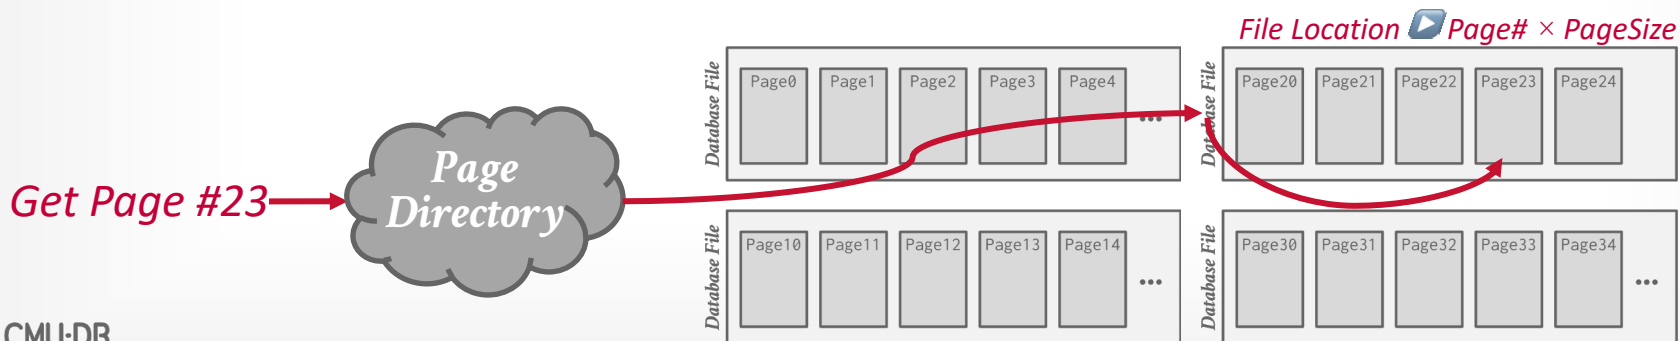 File Location ▶ Page# × PageSize
Database File
Page0 Page1 Page2 Page3 Page4 ...
Database File
Page20 Page21 Page22 Page23 Page24
Get Page #23
Page
Directory
Database File
Page10 Page11 Page12 Page13 Page14 ...
Database File
Page30 Page31 Page32 Page33 Page34 ...
CMU·DB